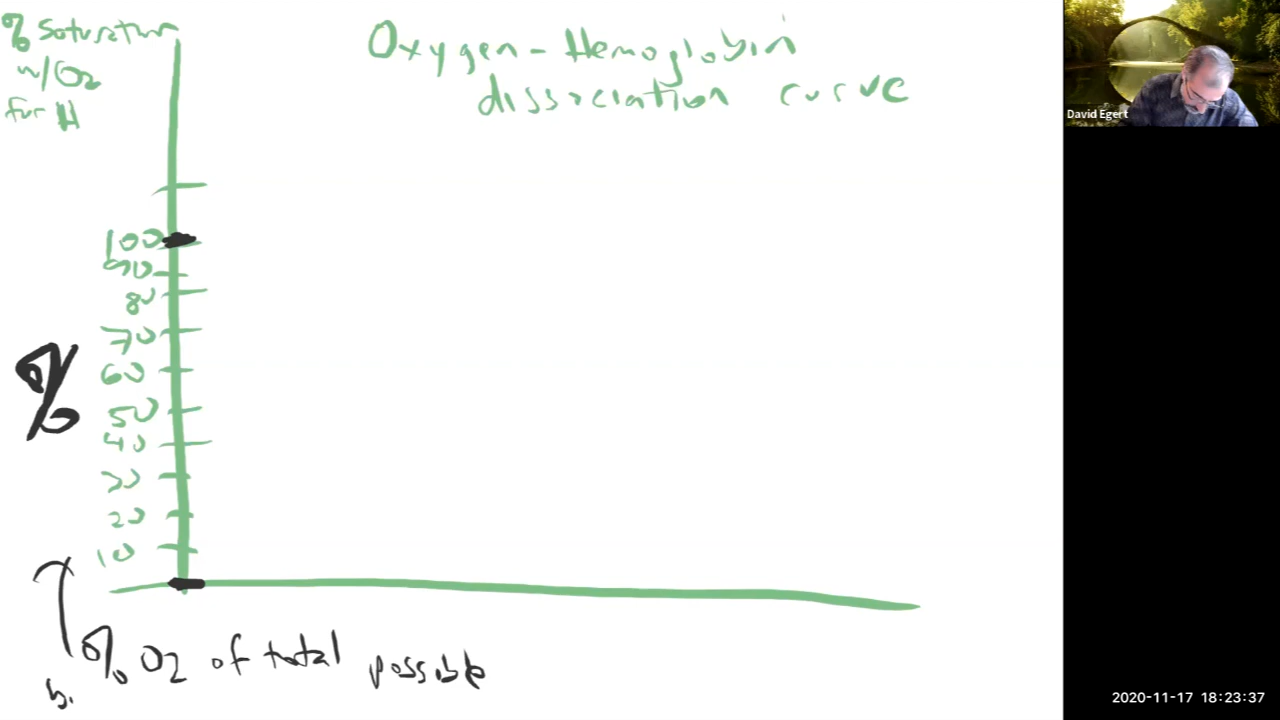 % Saturation
w/O2
for H
Oxygen-Hemoglobin
dissociation curve
100
90
80
70
60
50
40
30
20
10
%
% O2 of total possible
David Egert
2020-11-17 18:23:37